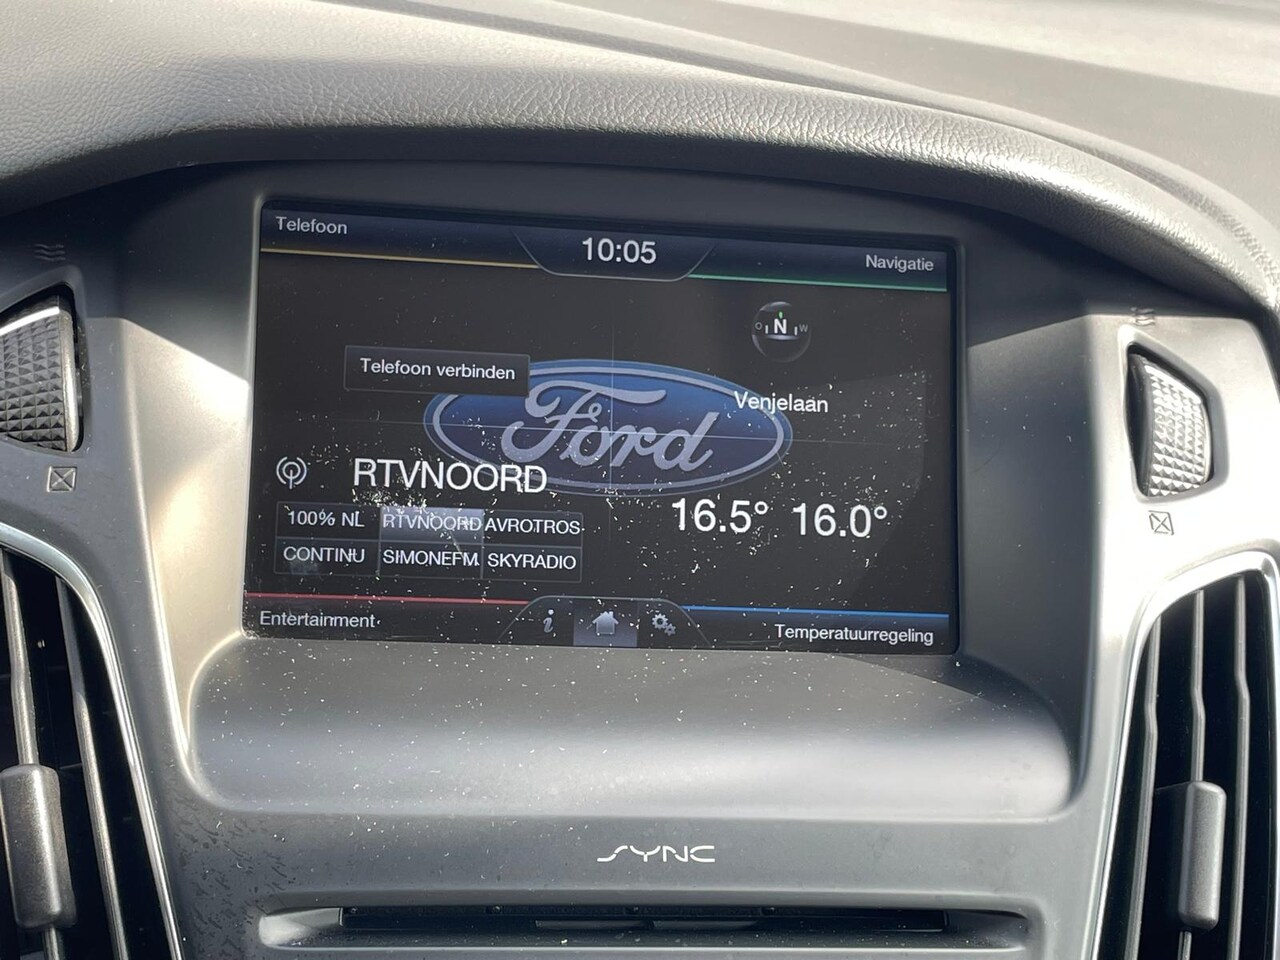 Telefoon
10:05
Navigatie
O N W
Telefoon verbinden
Ford
Venjelaan
RTVNOORD
16.5° 16.0°
100% NL RTVNOORD AVROTROS
CONTINU SIMONEFM. SKYRADIO
Entertainment
i
Temperatuurregeling
SYNC